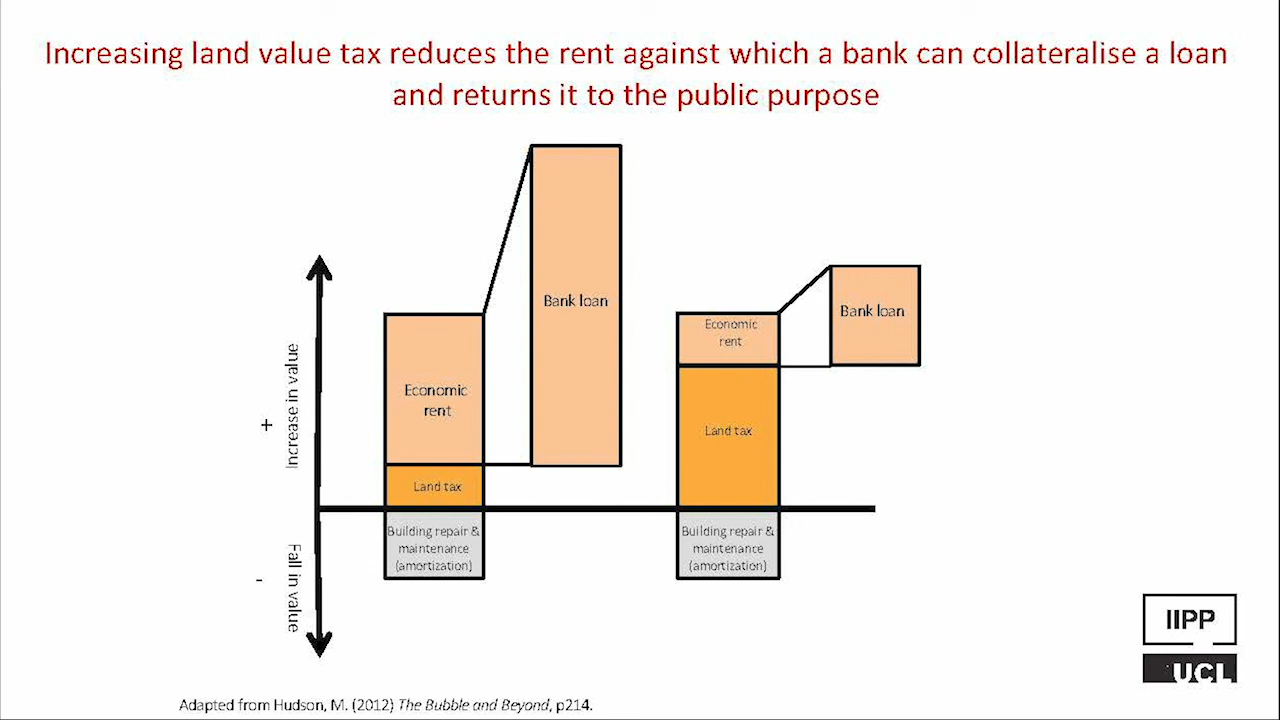 Increasing land value tax reduces the rent against which a bank can collateralise a loan
and returns it to the public purpose
+
Increase in value
-
Fall in value
Economic
rent
Land tax
Building repair &
maintenance
(amortization)
Bank loan
Economic
rent
Land tax
Building repair &
maintenance
(amortization)
Bank loan
IIPP
UCL
Adapted from Hudson, M. (2012) The Bubble and Beyond, p214.